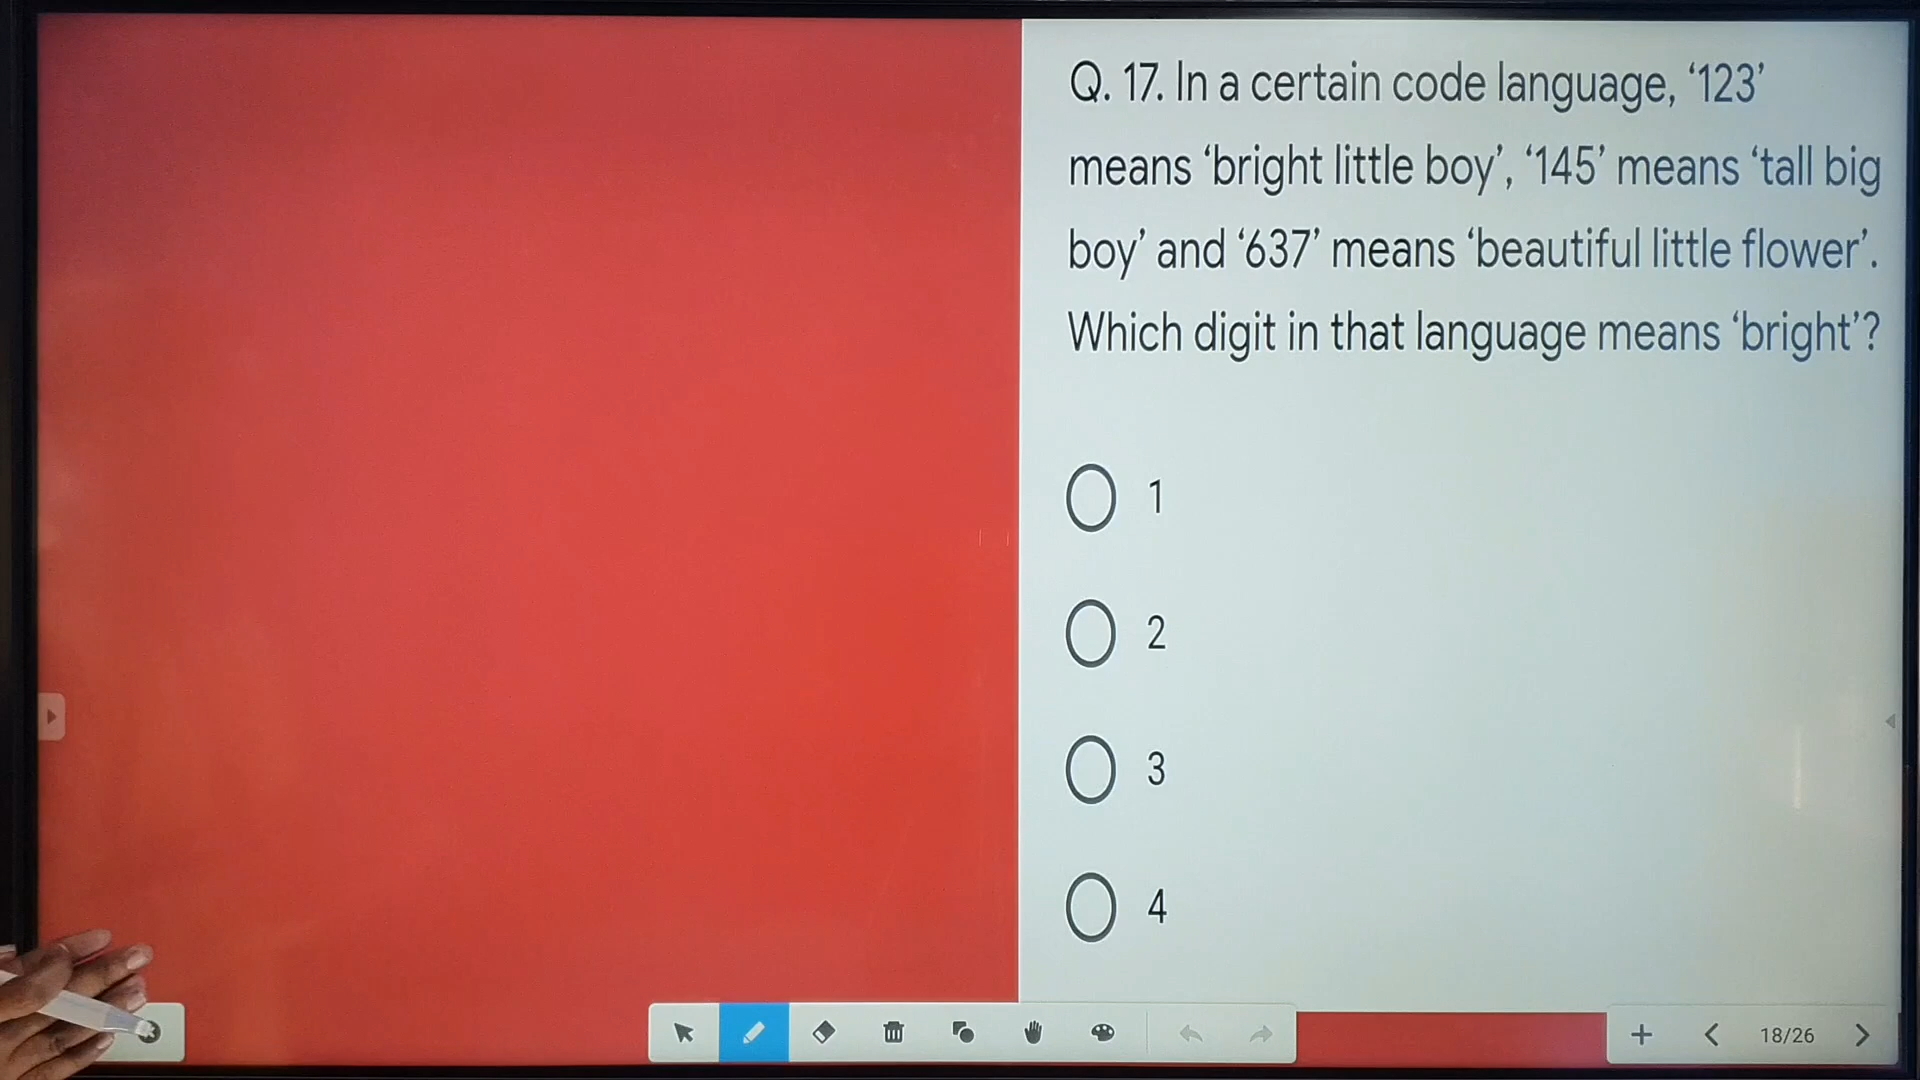 Q. 17. In a certain code language, ‘123’
means ‘bright little boy’, ‘145’ means ‘tall big
boy’ and ‘637’ means ‘beautiful little flower’.
Which digit in that language means ‘bright’?
1
2
3
4
18/26